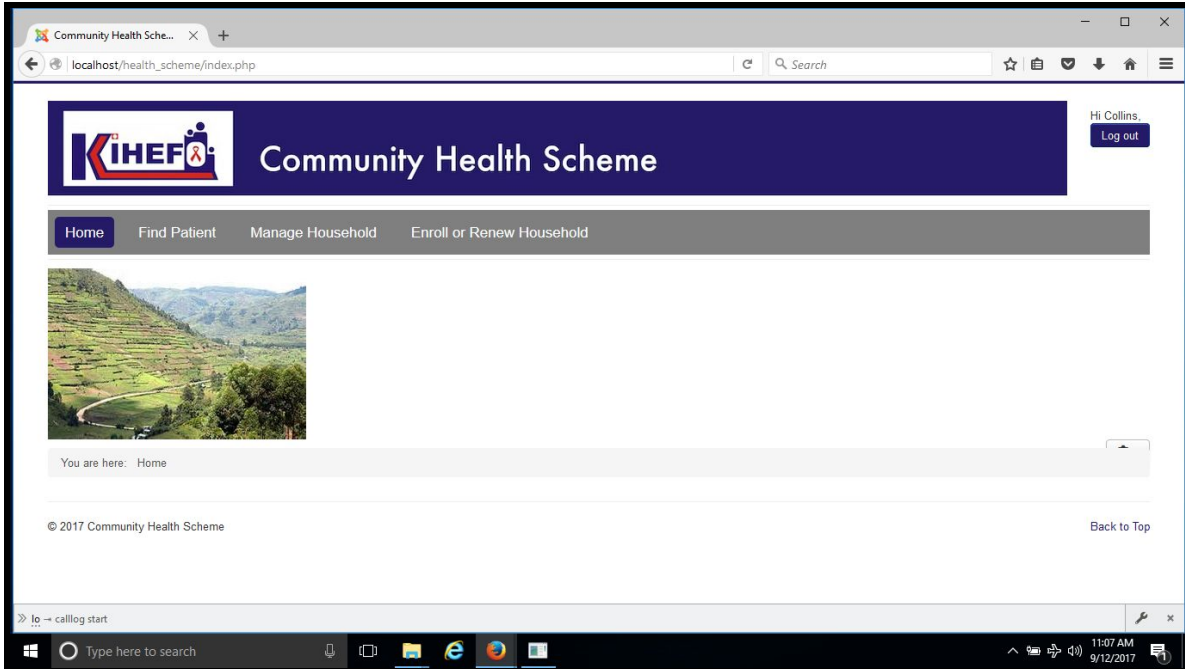 Community Health Sche...
localhost/health_scheme/index.php
Search
KIHEFO
Community Health Scheme
Hi Collins,
Log out
Home Find Patient Manage Household Enroll or Renew Household
You are here: Home
© 2017 Community Health Scheme
Back to Top
lo → calllog start
Type here to search
11:07 AM
9/12/2017
1